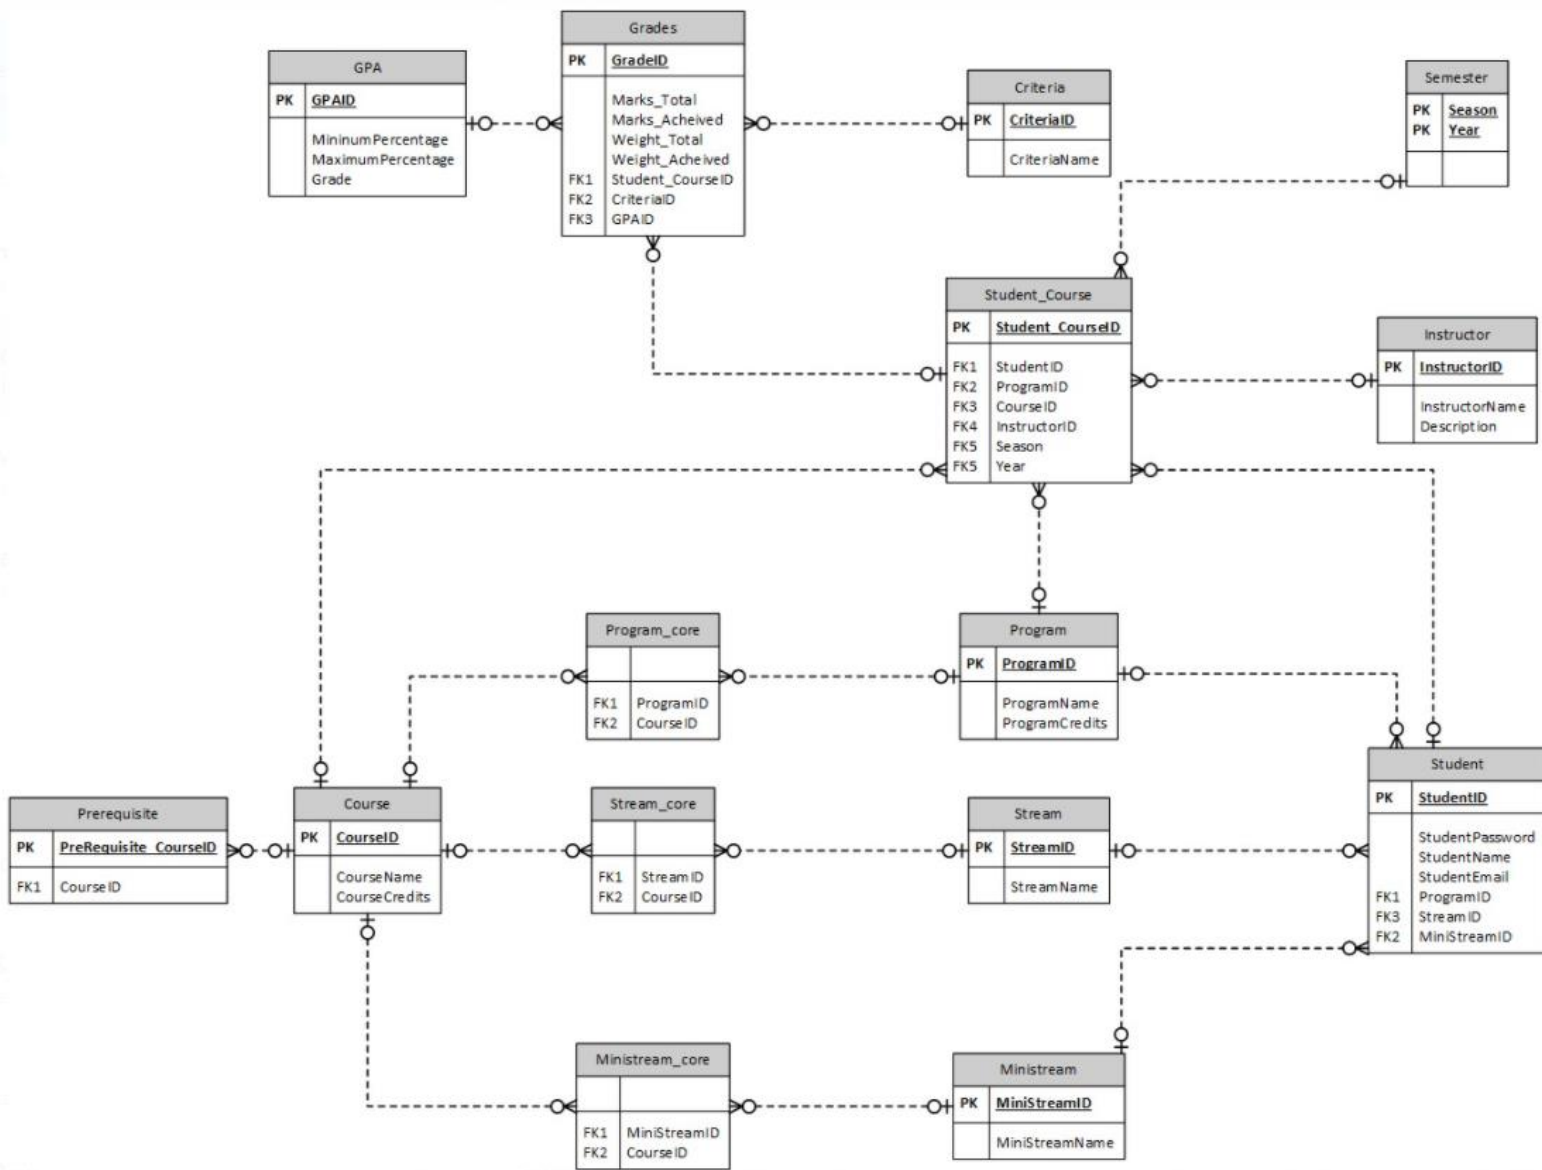 Grades
PK GradeID
Marks_Total
Marks_Acheived
Weight_Total
Weight_Acheived
FK1 Student_CourseID
FK2 CriteriaID
FK3 GPAID
GPA
PK GPAID
MininumPercentage
MaximumPercentage
Grade
Criteria
PK CriteriaID
CriteriaName
Semester
PK Season
PK Year
Student_Course
PK Student_CourseID
FK1 StudentID
FK2 ProgramID
FK3 CourseID
FK4 InstructorID
FK5 Season
FK5 Year
Instructor
PK InstructorID
InstructorName
Description
Program_core
FK1 ProgramID
FK2 CourseID
Program
PK ProgramID
ProgramName
ProgramCredits
Student
PK StudentID
StudentPassword
StudentName
StudentEmail
FK1 ProgramID
FK3 StreamID
FK2 MiniStreamID
Prerequisite
PK PreRequisite_CourseID
FK1 CourseID
Course
PK CourseID
CourseName
CourseCredits
Stream_core
FK1 StreamID
FK2 CourseID
Stream
PK StreamID
StreamName
Ministream_core
FK1 MiniStreamID
FK2 CourseID
Ministream
PK MiniStreamID
MiniStreamName